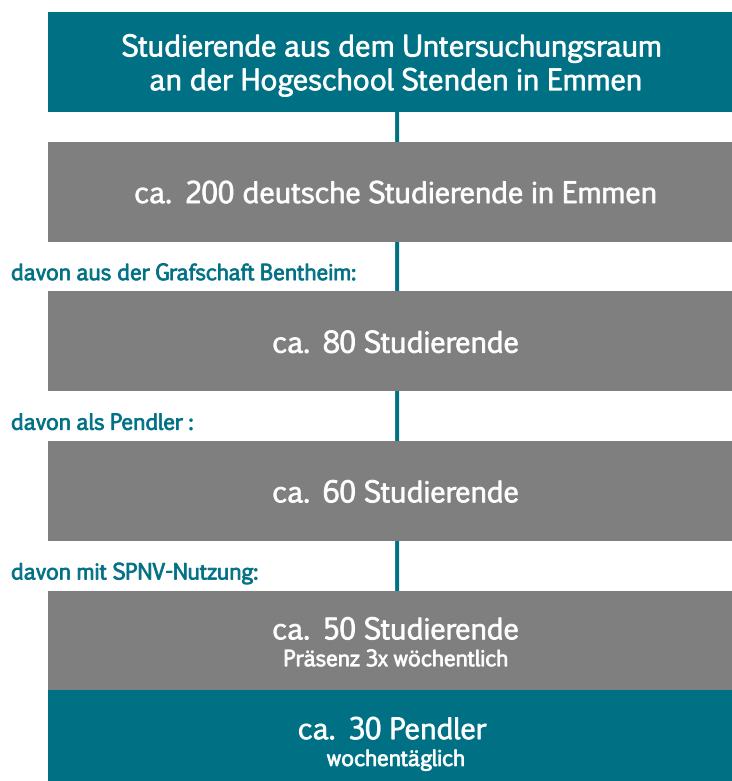 Studierende aus dem Untersuchungsraum
an der Hogeschool Stenden in Emmen
ca. 200 deutsche Studierende in Emmen
davon aus der Grafschaft Bentheim:
ca. 80 Studierende
davon als Pendler :
ca. 60 Studierende
davon mit SPNV-Nutzung:
ca. 50 Studierende
Präsenz 3x wöchentlich
ca. 30 Pendler
wochentäglich